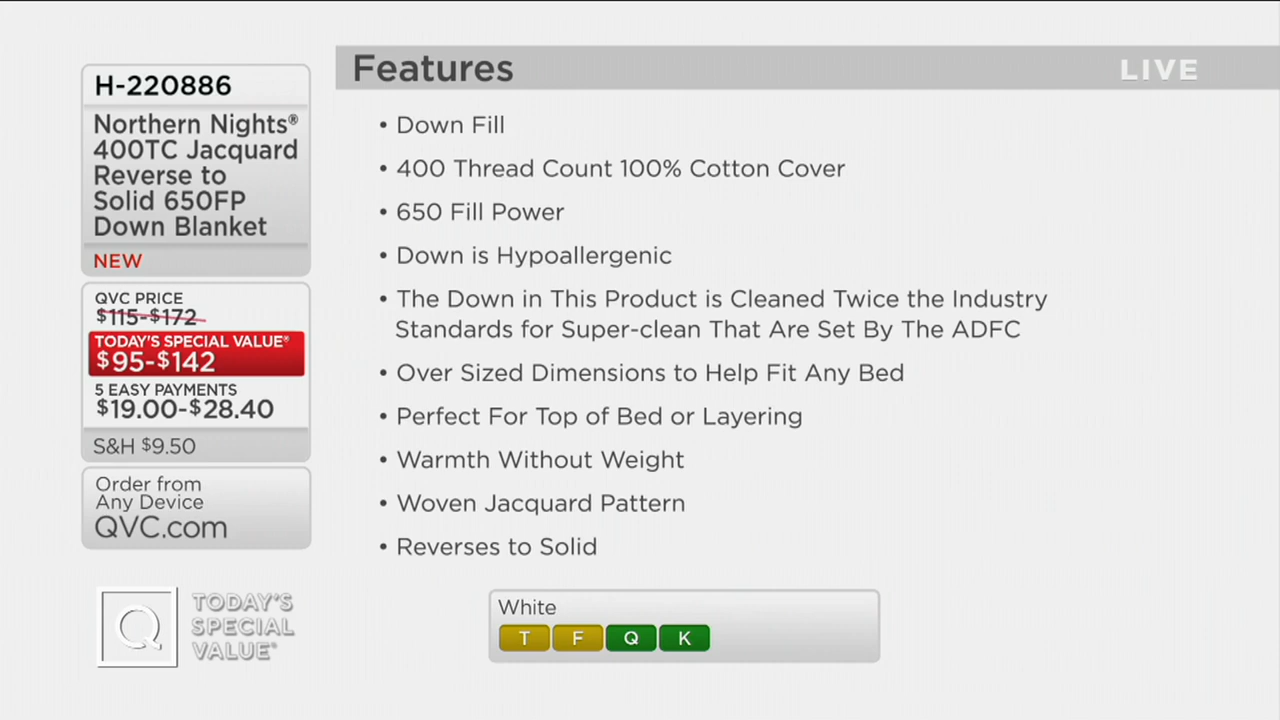 H-220886
Northern Nights®
400TC Jacquard
Reverse to
Solid 650FP
Down Blanket
NEW
QVC PRICE
$115-$172
TODAY'S SPECIAL VALUE®
$95-$142
5 EASY PAYMENTS
$19.00-$28.40
S&H $9.50
Order from
Any Device
QVC.com
Q
TODAY'S
SPECIAL
VALUE®
Features
LIVE
• Down Fill
• 400 Thread Count 100% Cotton Cover
• 650 Fill Power
• Down is Hypoallergenic
• The Down in This Product is Cleaned Twice the Industry
Standards for Super-clean That Are Set By The ADFC
• Over Sized Dimensions to Help Fit Any Bed
• Perfect For Top of Bed or Layering
• Warmth Without Weight
• Woven Jacquard Pattern
• Reverses to Solid
White
T F Q K